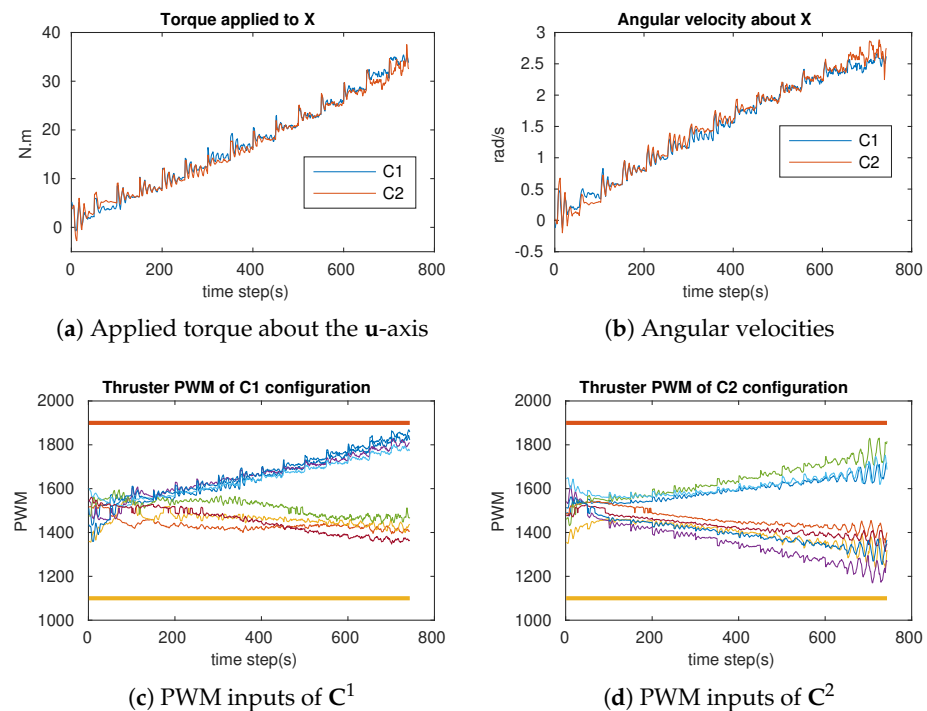 Torque applied to X
Angular velocity about X
40
30
20
10
0
N.m
C1
C2
0 200 400 600 800
time step(s)
3
2.5
2
1.5
1
0.5
0
-0.5
rad/s
C1
C2
0 200 400 600 800
time step(s)
(a) Applied torque about the u-axis
(b) Angular velocities
Thruster PWM of C1 configuration
Thruster PWM of C2 configuration
2000
1800
1600
1400
1200
1000
PWM
0 200 400 600 800
time step(s)
2000
1800
1600
1400
1200
1000
PWM
0 200 400 600 800
time step(s)
(c) PWM inputs of C¹
(d) PWM inputs of C²